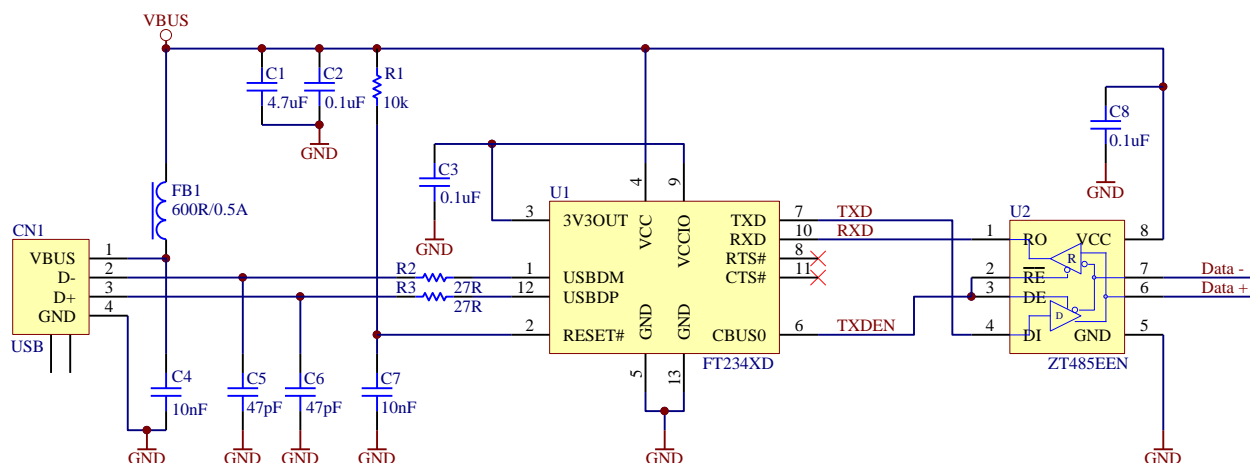 VBUS
C1
4.7uF
C2
0.1uF
R1
10k
GND
C8
0.1uF
GND
FB1
600R/0.5A
C3
0.1uF
GND
CN1
VBUS 1
D- 2
D+ 3
GND 4
USB
R2
27R
R3
27R
U1
4
9
3 3V3OUT
1 USBDM
12 USBDP
2 RESET#
VCC
VCCIO
GND
GND
TXD 7
RXD 10
RTS# 8
CTS# 11
CBUS0 6
5
13
FT234XD
TXD
RXD
TXDEN
U2
1 RO
2 RE
3 DE
4 DI
R
D
VCC 8
7
6
GND 5
ZT485EEN
Data -
Data +
C4
10nF
C5
47pF
C6
47pF
C7
10nF
GND
GND
GND
GND
GND
GND